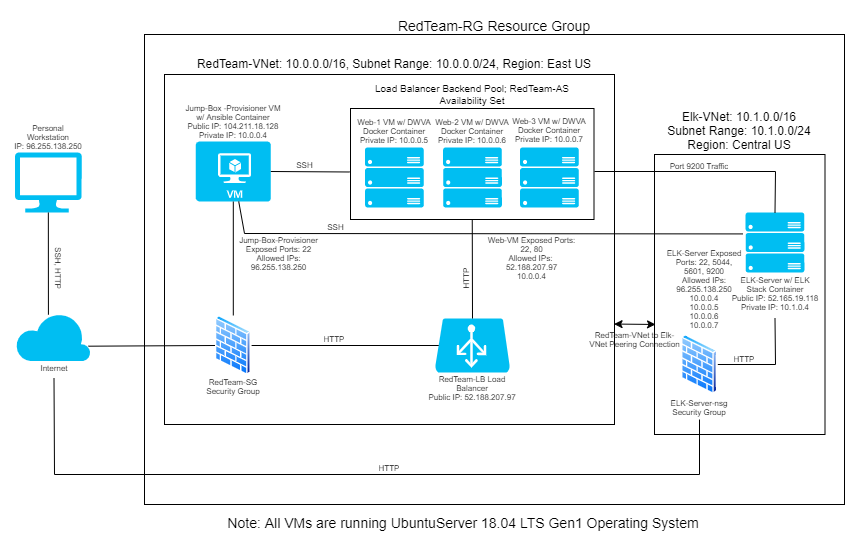 RedTeam-RG Resource Group
RedTeam-VNet: 10.0.0.0/16, Subnet Range: 10.0.0.0/24, Region: East US
Load Balancer Backend Pool; RedTeam-AS
Availability Set
Jump-Box -Provisioner VM
w/ Ansible Container
Public IP: 104.211.18.128
Private IP: 10.0.0.4
VM
Web-1 VM w/ DWVA
Docker Container
Private IP: 10.0.0.5
Web-2 VM w/ DWVA
Docker Container
Private IP: 10.0.0.6
Web-3 VM w/ DWVA
Docker Container
Private IP: 10.0.0.7
Elk-VNet: 10.1.0.0/16
Subnet Range: 10.1.0.0/24
Region: Central US
Personal
Workstation
IP: 96.255.138.250
SSH
Port 9200 Traffic
SSH
Jump-Box-Provisioner
Exposed Ports: 22
Allowed IPs:
96.255.138.250
Web-VM Exposed Ports:
22, 80
Allowed IPs:
52.188.207.97
10.0.0.4
ELK-Server Exposed
Ports: 22, 5044,
5601, 9200
Allowed IPs:
96.255.138.250
10.0.0.4
10.0.0.5
10.0.0.6
10.0.0.7
ELK-Server w/ ELK
Stack Container
Public IP: 52.165.19.118
Private IP: 10.1.0.4
SSH, HTTP
HTTP
HTTP
RedTeam-VNet to Elk-
VNet Peering Connection
HTTP
Internet
RedTeam-SG
Security Group
RedTeam-LB Load
Balancer
Public IP: 52.188.207.97
ELK-Server-nsg
Security Group
HTTP
Note: All VMs are running UbuntuServer 18.04 LTS Gen1 Operating System